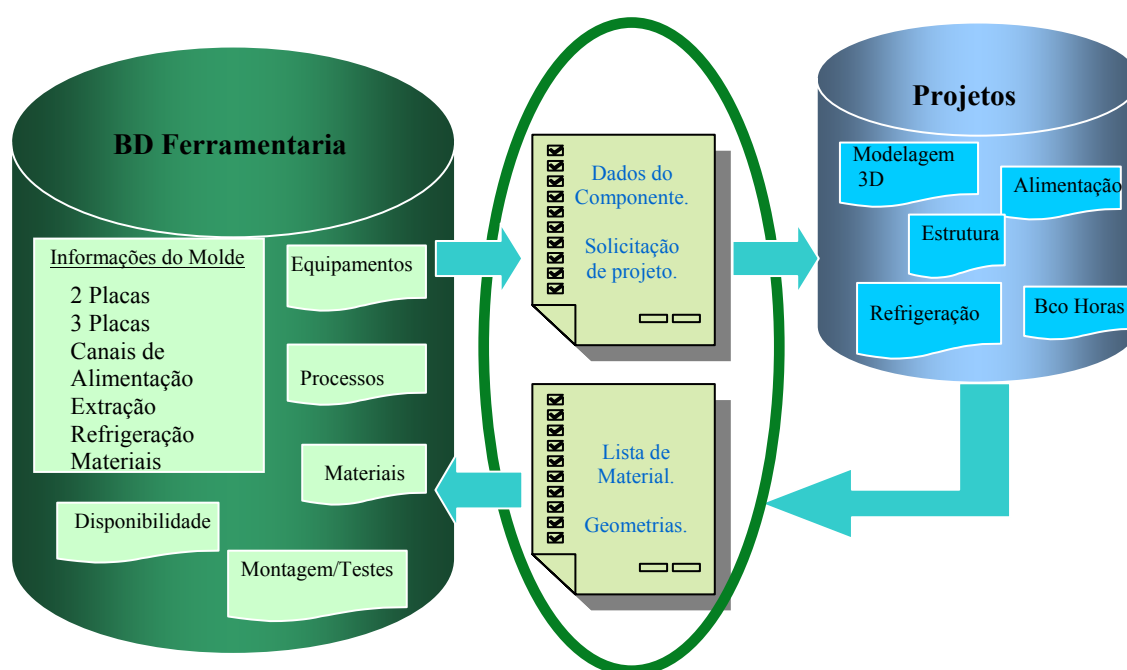 BD Ferramentaria
Informações do Molde
2 Placas
3 Placas
Canais de
Alimentação
Extração
Refrigeração
Materiais
Equipamentos
Processos
Materiais
Disponibilidade
Montagem/Testes
Dados do
Componente.
Solicitação
de projeto.
Lista de
Material.
Geometrias.
Projetos
Modelagem
3D
Alimentação
Estrutura
Refrigeração
Bco Horas